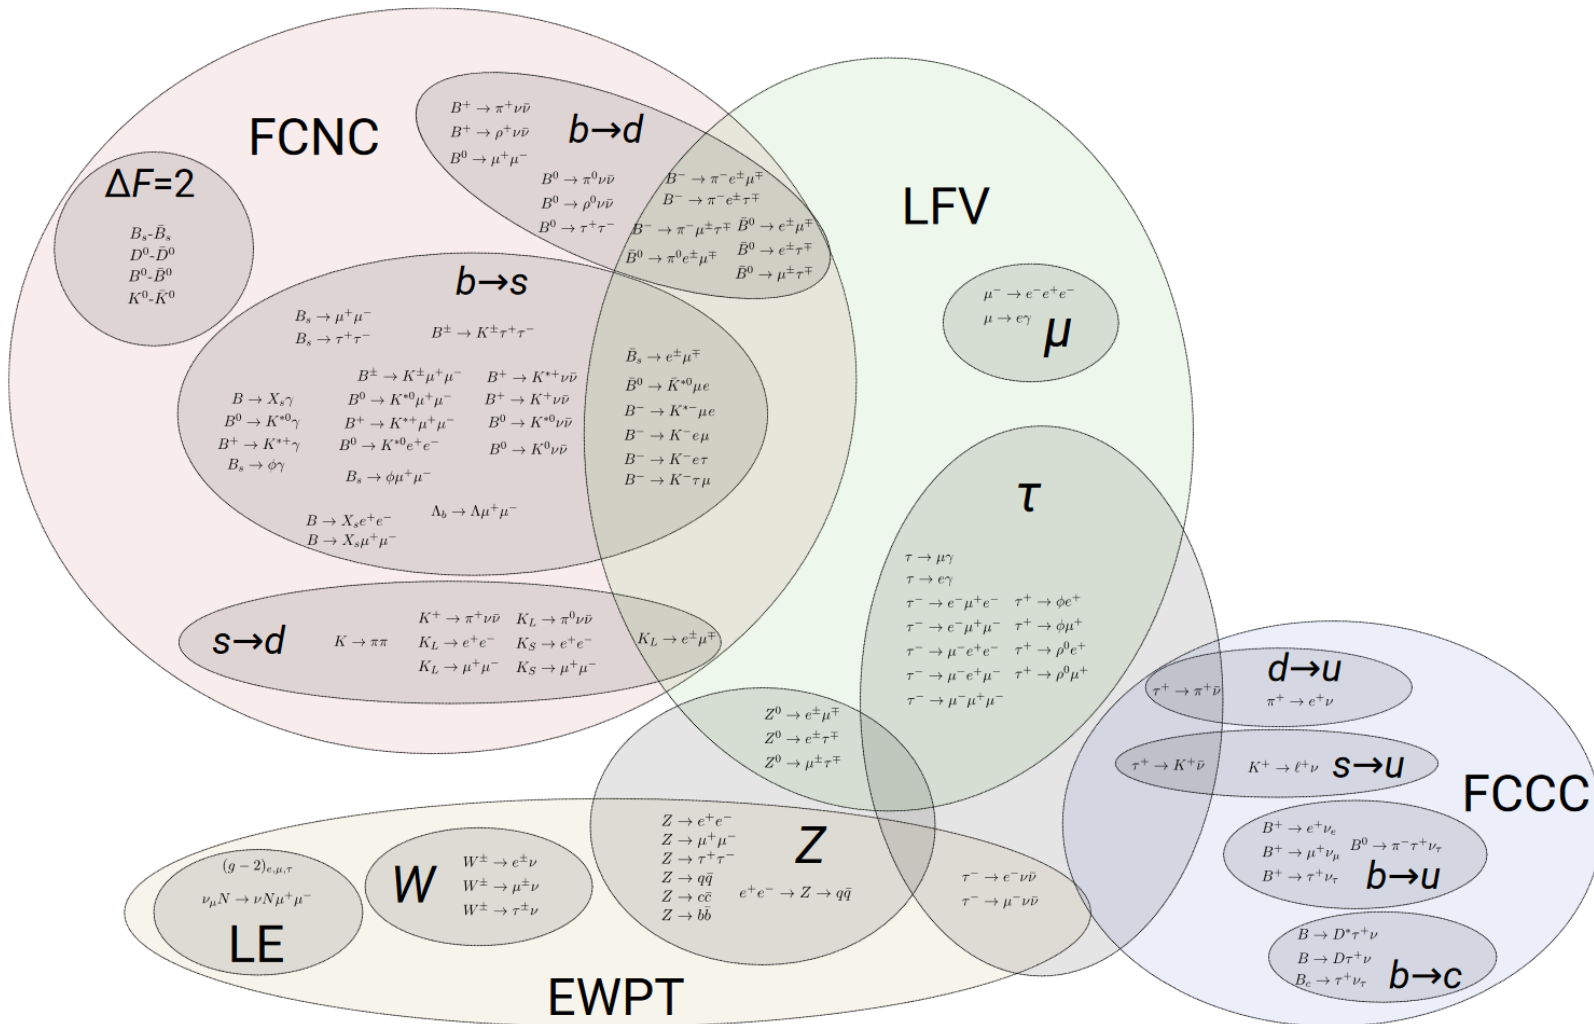 FCNC
ΔF=2
B_s-B̄_s
D^0-D̄^0
B^0-B̄^0
K^0-K̄^0
B^+ → π^+νν̄
B^+ → ρ^+νν̄
B^0 → μ^+μ^-
b→d
B^0 → π^0νν̄
B^0 → ρ^0νν̄
B^0 → τ^+τ^-
B^- → π^-e^±μ^∓
B^- → π^-e^±τ^∓
B^- → π^-μ^±τ^∓
B̄^0 → π^0e^±μ^∓
B̄^0 → e^±μ^∓
B̄^0 → e^±τ^∓
B̄^0 → μ^±τ^∓
b→s
B_s → μ^+μ^-
B_s → τ^+τ^-
B^± → K^±τ^+τ^-
B → X_sγ
B^0 → K^{*0}γ
B^+ → K^{*+}γ
B_s → φγ
B^± → K^±μ^+μ^-
B^0 → K^{*0}μ^+μ^-
B^+ → K^{*+}μ^+μ^-
B^0 → K^{*0}e^+e^-
B_s → φμ^+μ^-
B^+ → K^{*+}νν̄
B^+ → K^+νν̄
B^0 → K^{*0}νν̄
B^0 → K^0νν̄
Λ_b → Λμ^+μ^-
B → X_se^+e^-
B → X_sμ^+μ^-
B̄_s → e^±μ^∓
B̄^0 → K̄^{*0}μe
B^- → K^{*-}μe
B^- → K^-eμ
B^- → K^-eτ
B^- → K^-τμ
s→d
K → ππ
K^+ → π^+νν̄
K_L → e^+e^-
K_L → μ^+μ^-
K_L → π^0νν̄
K_S → e^+e^-
K_S → μ^+μ^-
K_L → e^±μ^∓
LFV
μ^- → e^-e^+e^-
μ → eγ
μ
τ
τ → μγ
τ → eγ
τ^- → e^-μ^+e^-
τ^- → e^-μ^+μ^-
τ^- → μ^-e^+e^-
τ^- → μ^-e^+μ^-
τ^- → μ^-μ^+μ^-
τ^+ → φe^+
τ^+ → φμ^+
τ^+ → ρ^0e^+
τ^+ → ρ^0μ^+
Z^0 → e^±μ^∓
Z^0 → e^±τ^∓
Z^0 → μ^±τ^∓
Z → e^+e^-
Z → μ^+μ^-
Z → τ^+τ^-
Z → qq̄
Z → cc̄
Z → bb̄
Z
e^+e^- → Z → qq̄
τ^- → e^-νν̄
τ^- → μ^-νν̄
W
W^± → e^±ν
W^± → μ^±ν
W^± → τ^±ν
(g − 2)_{e,μ,τ}
ν_μN → νNμ^+μ^-
LE
EWPT
FCCC
d→u
τ^+ → π^+ν̄
π^+ → e^+ν
τ^+ → K^+ν̄
K^+ → ℓ^+ν
s→u
B^+ → e^+ν_e
B^+ → μ^+ν_μ
B^+ → τ^+ν_τ
B^0 → π^-τ^+ν_τ
b→u
B → D^*τ^+ν
B → Dτ^+ν
B_c → τ^+ν_τ
b→c